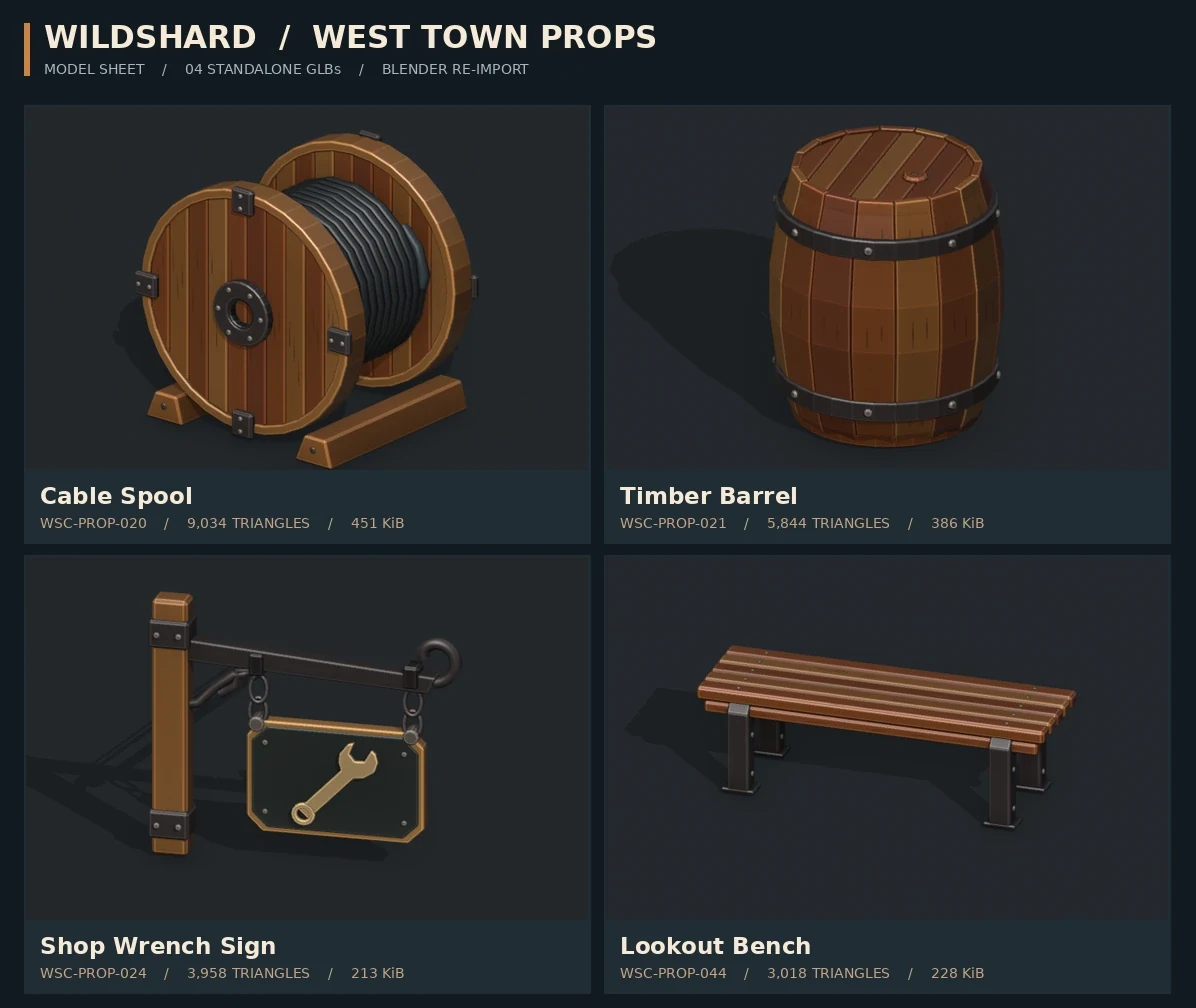 WILDSHARD / WEST TOWN PROPS
MODEL SHEET / 04 STANDALONE GLBs / BLENDER RE-IMPORT
Cable Spool
WSC-PROP-020 / 9,034 TRIANGLES / 451 KiB
Timber Barrel
WSC-PROP-021 / 5,844 TRIANGLES / 386 KiB
Shop Wrench Sign
WSC-PROP-024 / 3,958 TRIANGLES / 213 KiB
Lookout Bench
WSC-PROP-044 / 3,018 TRIANGLES / 228 KiB